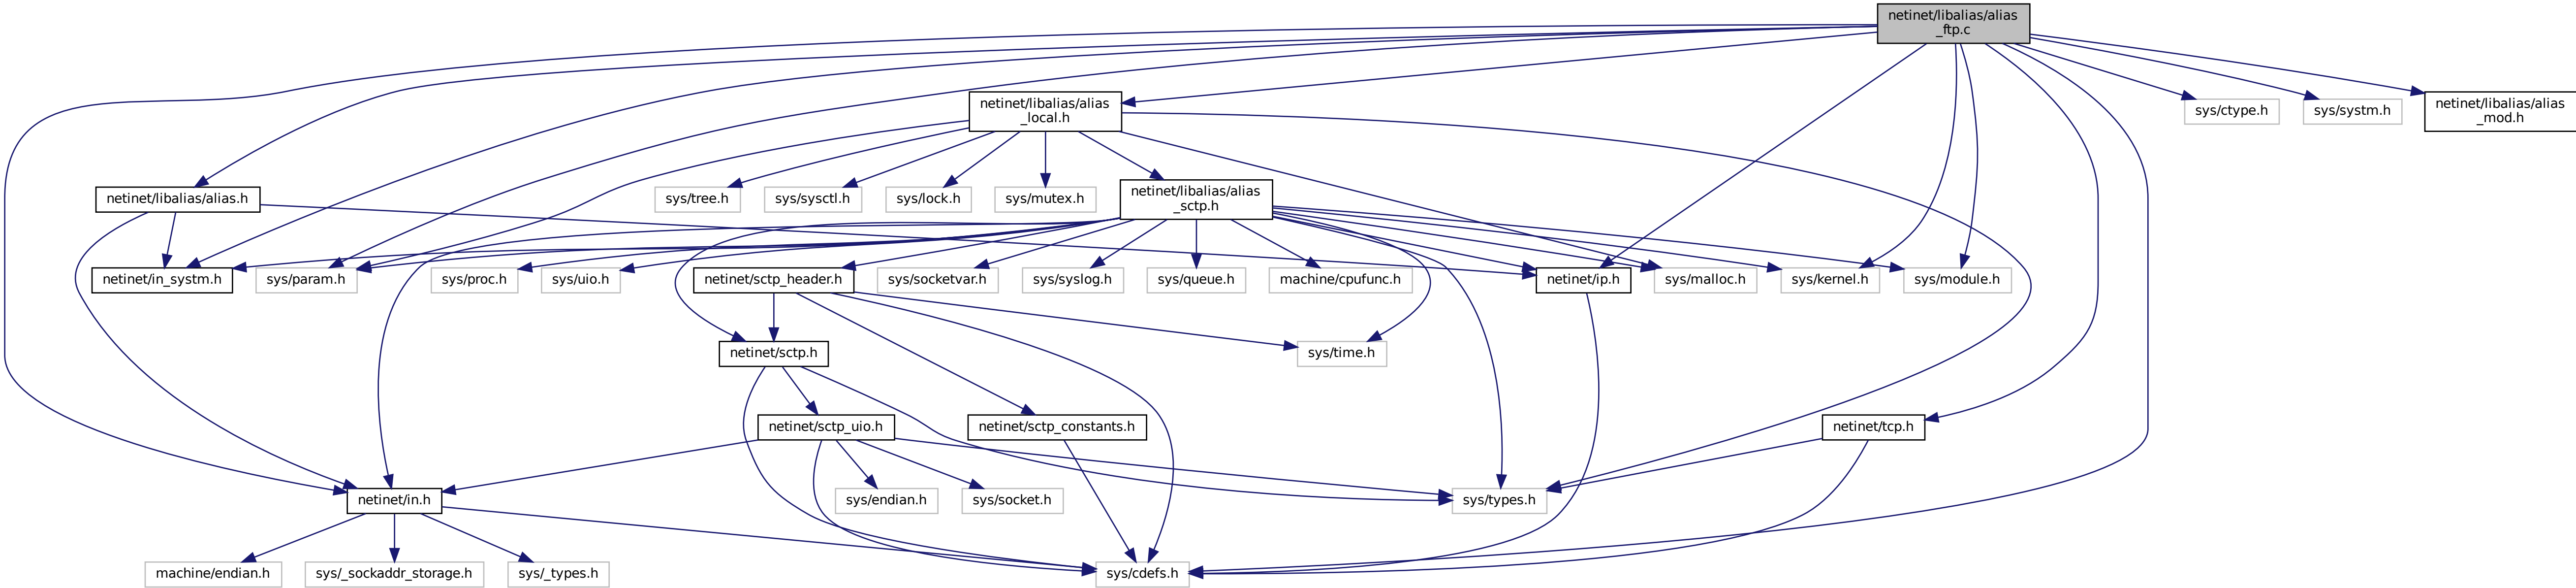 netinet/libalias/alias
_ftp.c
netinet/libalias/alias
_local.h
sys/ctype.h
sys/systm.h
netinet/libalias/alias
_mod.h
netinet/libalias/alias.h
sys/tree.h
sys/sysctl.h
sys/lock.h
sys/mutex.h
netinet/libalias/alias
_sctp.h
netinet/in_systm.h
sys/param.h
sys/proc.h
sys/uio.h
netinet/sctp_header.h
sys/socketvar.h
sys/syslog.h
sys/queue.h
machine/cpufunc.h
netinet/ip.h
sys/malloc.h
sys/kernel.h
sys/module.h
netinet/sctp.h
sys/time.h
netinet/sctp_uio.h
netinet/sctp_constants.h
netinet/tcp.h
netinet/in.h
sys/endian.h
sys/socket.h
sys/types.h
machine/endian.h
sys/_sockaddr_storage.h
sys/_types.h
sys/cdefs.h